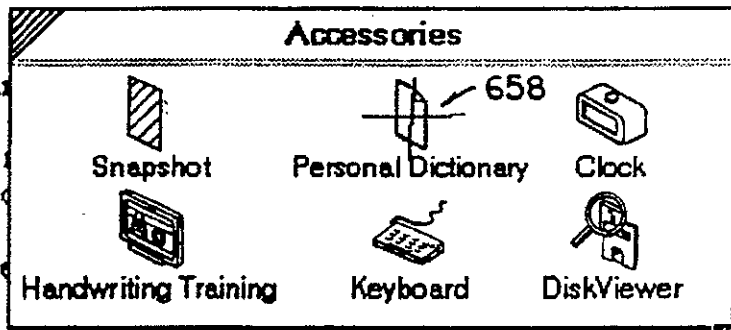 Accessories
658
Snapshot Personal Dictionary Clock
Handwriting Training Keyboard DiskViewer